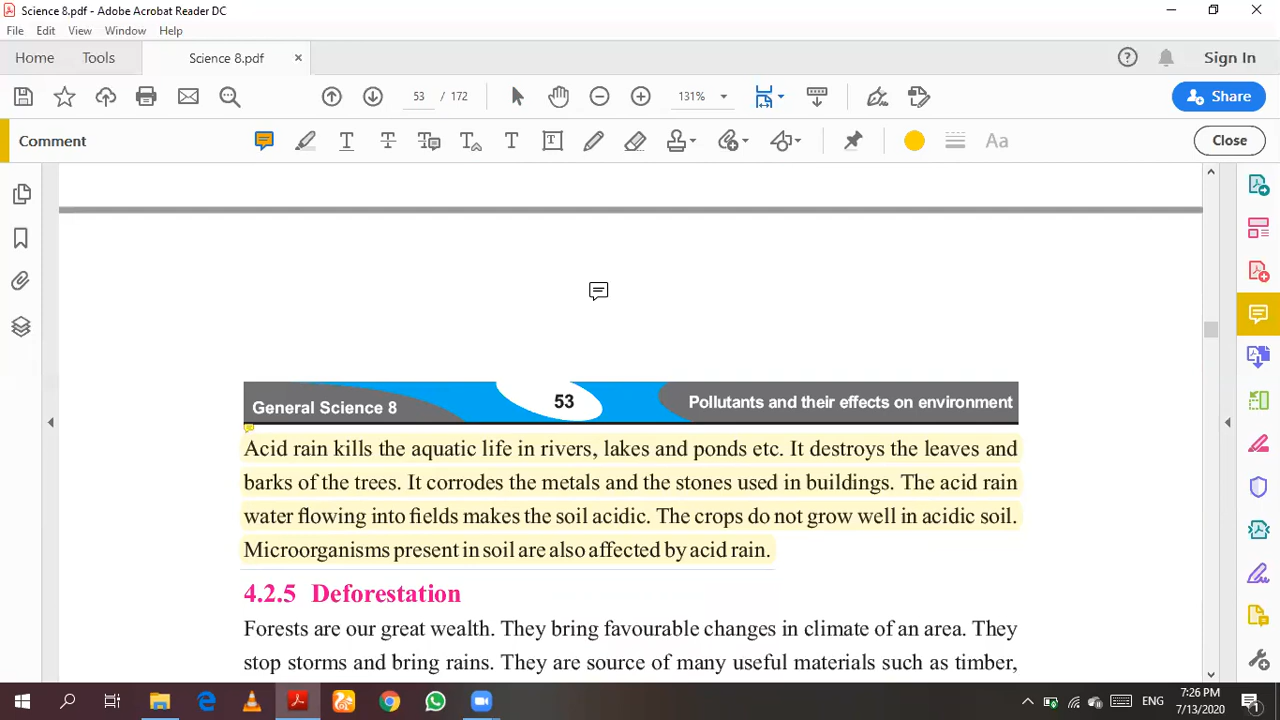 Science 8.pdf - Adobe Acrobat Reader DC
File Edit View Window Help
Home Tools Science 8.pdf × Sign In
53 / 172 131% Share
Comment Aa Close
General Science 8 53 Pollutants and their effects on environment
Acid rain kills the aquatic life in rivers, lakes and ponds etc. It destroys the leaves and
barks of the trees. It corrodes the metals and the stones used in buildings. The acid rain
water flowing into fields makes the soil acidic. The crops do not grow well in acidic soil.
Microorganisms present in soil are also affected by acid rain.
4.2.5 Deforestation
Forests are our great wealth. They bring favourable changes in climate of an area. They
stop storms and bring rains. They are source of many useful materials such as timber,
ENG 7:26 PM
7/13/2020 1